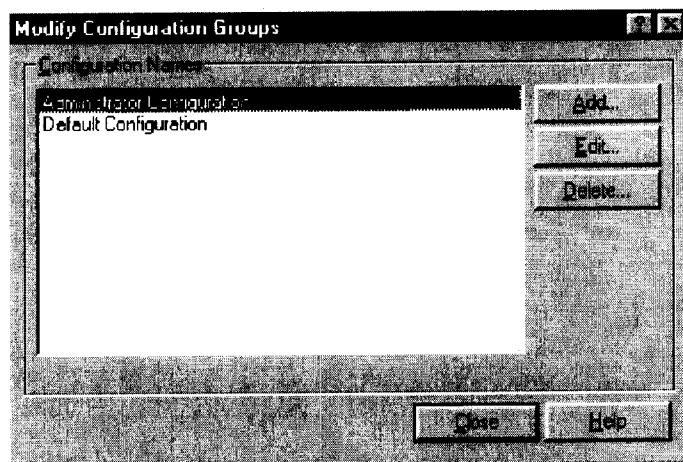 Modify Configuration Groups
Configuration Names
Administrator Configuration
Default Configuration
Add...
Edit...
Delete...
Close
Help